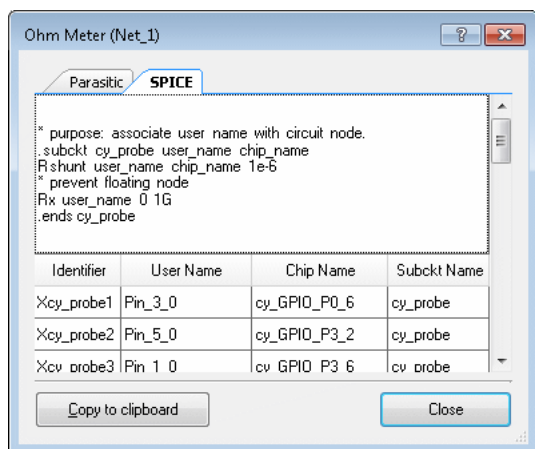 Ohm Meter (Net_1)
Parasitic SPICE
* purpose: associate user name with circuit node.
.subckt cy_probe user_name chip_name
Rshunt user_name chip_name 1e-6
* prevent floating node
Rx user_name 0 1G
.ends cy_probe
Identifier User Name Chip Name Subckt Name
Xcy_probe1 Pin_3_0 cy_GPIO_P0_6 cy_probe
Xcy_probe2 Pin_5_0 cy_GPIO_P3_2 cy_probe
Xcy_probe3 Pin_1_0 cy_GPIO_P3_6 cy_probe
Copy to clipboard Close